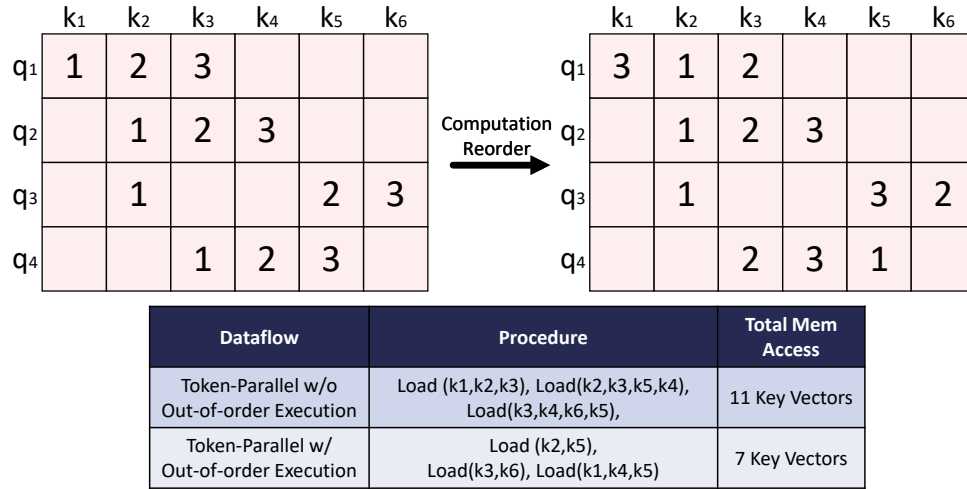 k₁ k₂ k₃ k₄ k₅ k₆
q₁ 1 2 3
q₂ 1 2 3
q₃ 1 2 3
q₄ 1 2 3
Computation
Reorder
k₁ k₂ k₃ k₄ k₅ k₆
q₁ 3 1 2
q₂ 1 2 3
q₃ 1 3 2
q₄ 2 3 1
Dataflow
Procedure
Total Mem
Access
Token-Parallel w/o
Out-of-order Execution
Load (k1,k2,k3), Load(k2,k3,k5,k4),
Load(k3,k4,k6,k5),
11 Key Vectors
Token-Parallel w/
Out-of-order Execution
Load (k2,k5),
Load(k3,k6), Load(k1,k4,k5)
7 Key Vectors